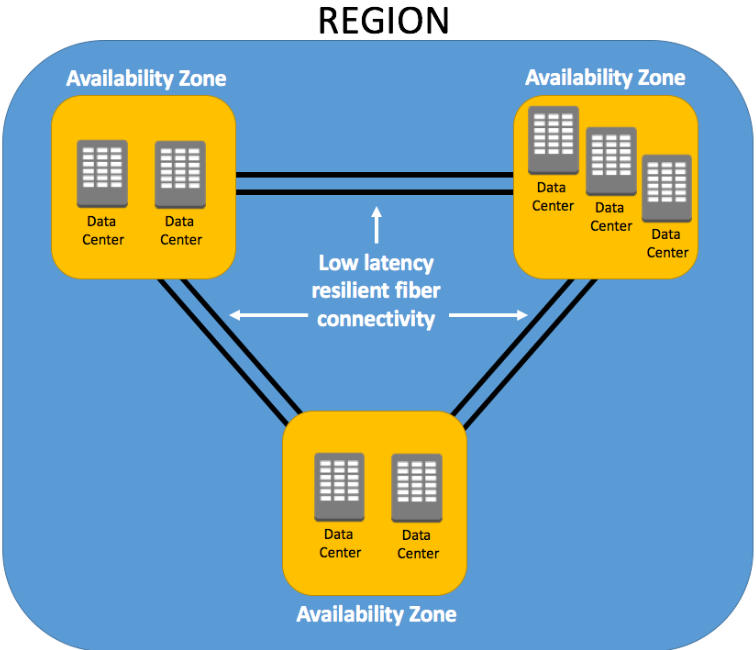 REGION
Availability Zone
Data
Center
Data
Center
Availability Zone
Data
Center
Data
Center
Data
Center
Low latency
resilient fiber
connectivity
Data
Center
Data
Center
Availability Zone